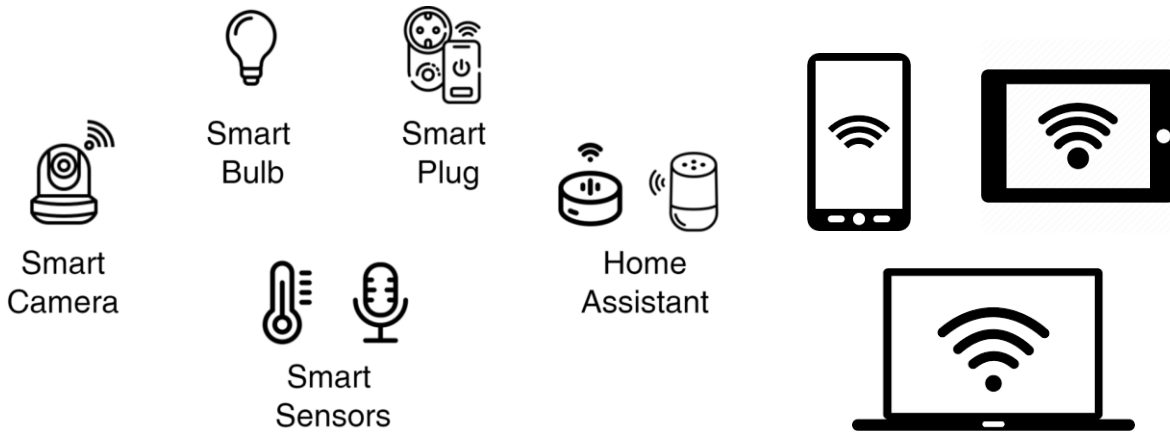 Smart
Bulb
Smart
Plug
Smart
Camera
Home
Assistant
Smart
Sensors